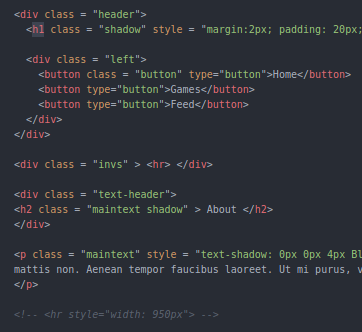 <div class = "header">
<h1 class = "shadow" style = "margin:2px; padding: 20px;
<div class = "left">
<button class = "button" type="button">Home</button>
<button type="button">Games</button>
<button type="button">Feed</button>
</div>
</div>
<div class = "invs" > <hr> </div>
<div class = "text-header">
<h2 class = "maintext shadow" > About </h2>
</div>
<p class = "maintext" style = "text-shadow: 0px 0px 4px Bl
mattis non. Aenean tempor faucibus laoreet. Ut mi purus, v
</p>
<!-- <hr style="width: 950px"> -->